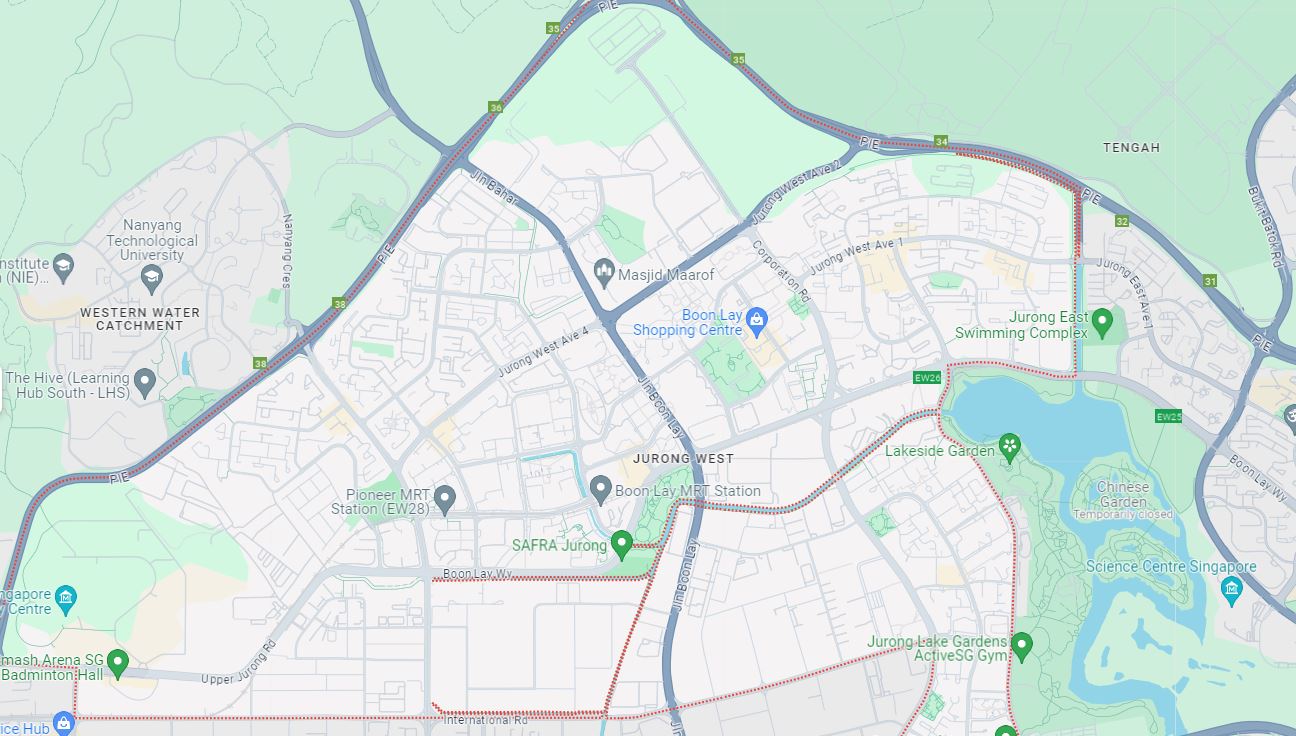 PIE
35
35
36
PIE
34
TENGAH
Jln Bahar
Jurong West Ave 2
PIE
32
Bukit Batok Rd
Nanyang
Technological
University
Nanyang Cres
PIE
Corporation Rd
Jurong West Ave 1
Jurong East Ave 1
nstitute
(NIE)...
Masjid Maarof
31
38
WESTERN WATER
CATCHMENT
Boon Lay
Shopping Centre
Jurong East
Swimming Complex
PIE
Jurong West Ave 4
38
The Hive (Learning
Hub South - LHS)
EW26
Jln Boon Lay
EW25
JURONG WEST
Lakeside Garden
PIE
Boon Lay Wy
Pioneer MRT
Station (EW28)
Boon Lay MRT Station
Chinese
Garden
Temporarily closed
SAFRA Jurong
Boon Lay Wy
Jln Boon Lay
Science Centre Singapore
ngapore
Centre
Jurong Lake Gardens
ActiveSG Gym
mash Arena SG
Badminton Hall
Upper Jurong Rd
International Rd
ice Hub
Jln